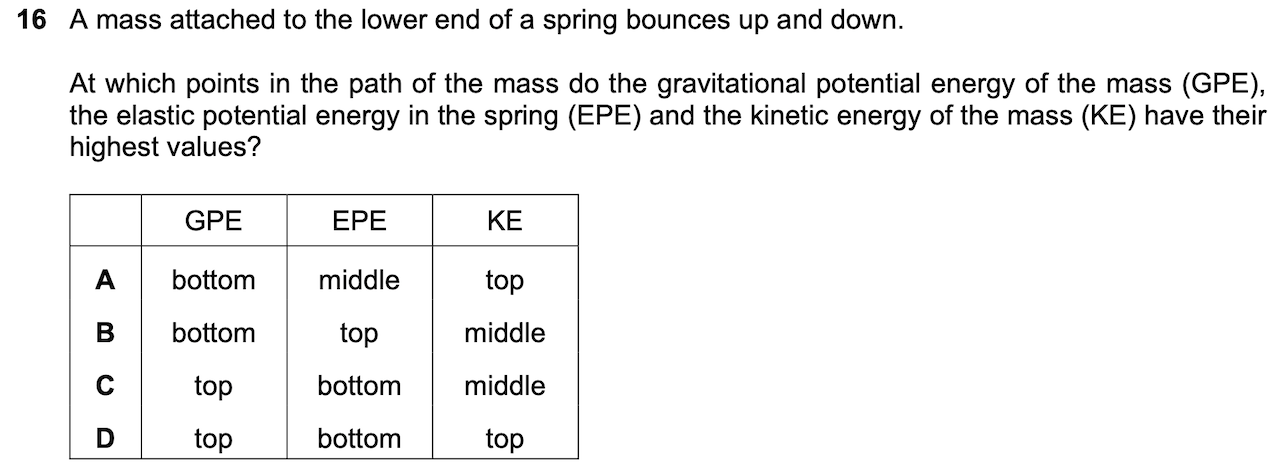 16 A mass attached to the lower end of a spring bounces up and down.
At which points in the path of the mass do the gravitational potential energy of the mass (GPE),
the elastic potential energy in the spring (EPE) and the kinetic energy of the mass (KE) have their
highest values?
GPE EPE KE
A bottom middle top
B bottom top middle
C top bottom middle
D top bottom top